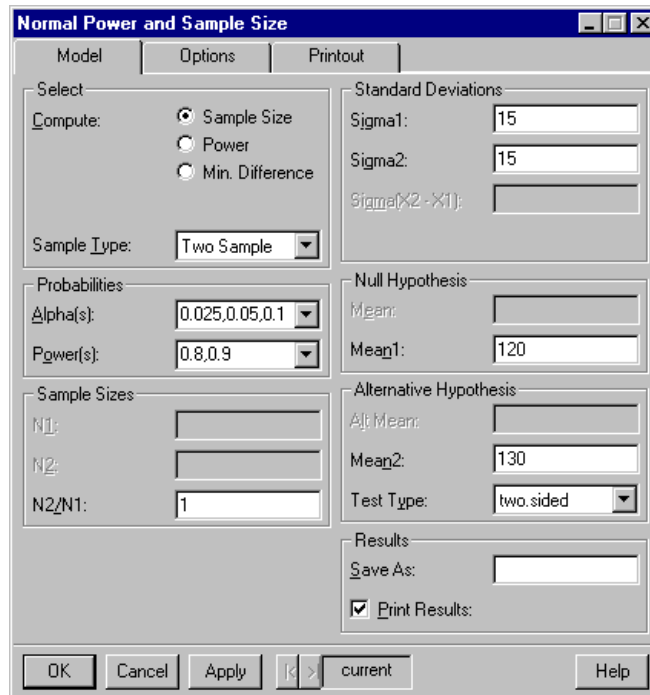 Normal Power and Sample Size
Model Options Printout
Select
Compute:
Sample Size
Power
Min. Difference
Sample Type: Two Sample
Probabilities
Alpha(s): 0.025,0.05,0.1
Power(s): 0.8,0.9
Sample Sizes
N1:
N2:
N2/N1: 1
Standard Deviations
Sigma1: 15
Sigma2: 15
Sigma(X2 - X1):
Null Hypothesis
Mean:
Mean1: 120
Alternative Hypothesis
Alt Mean:
Mean2: 130
Test Type: two.sided
Results
Save As:
Print Results:
OK Cancel Apply current Help